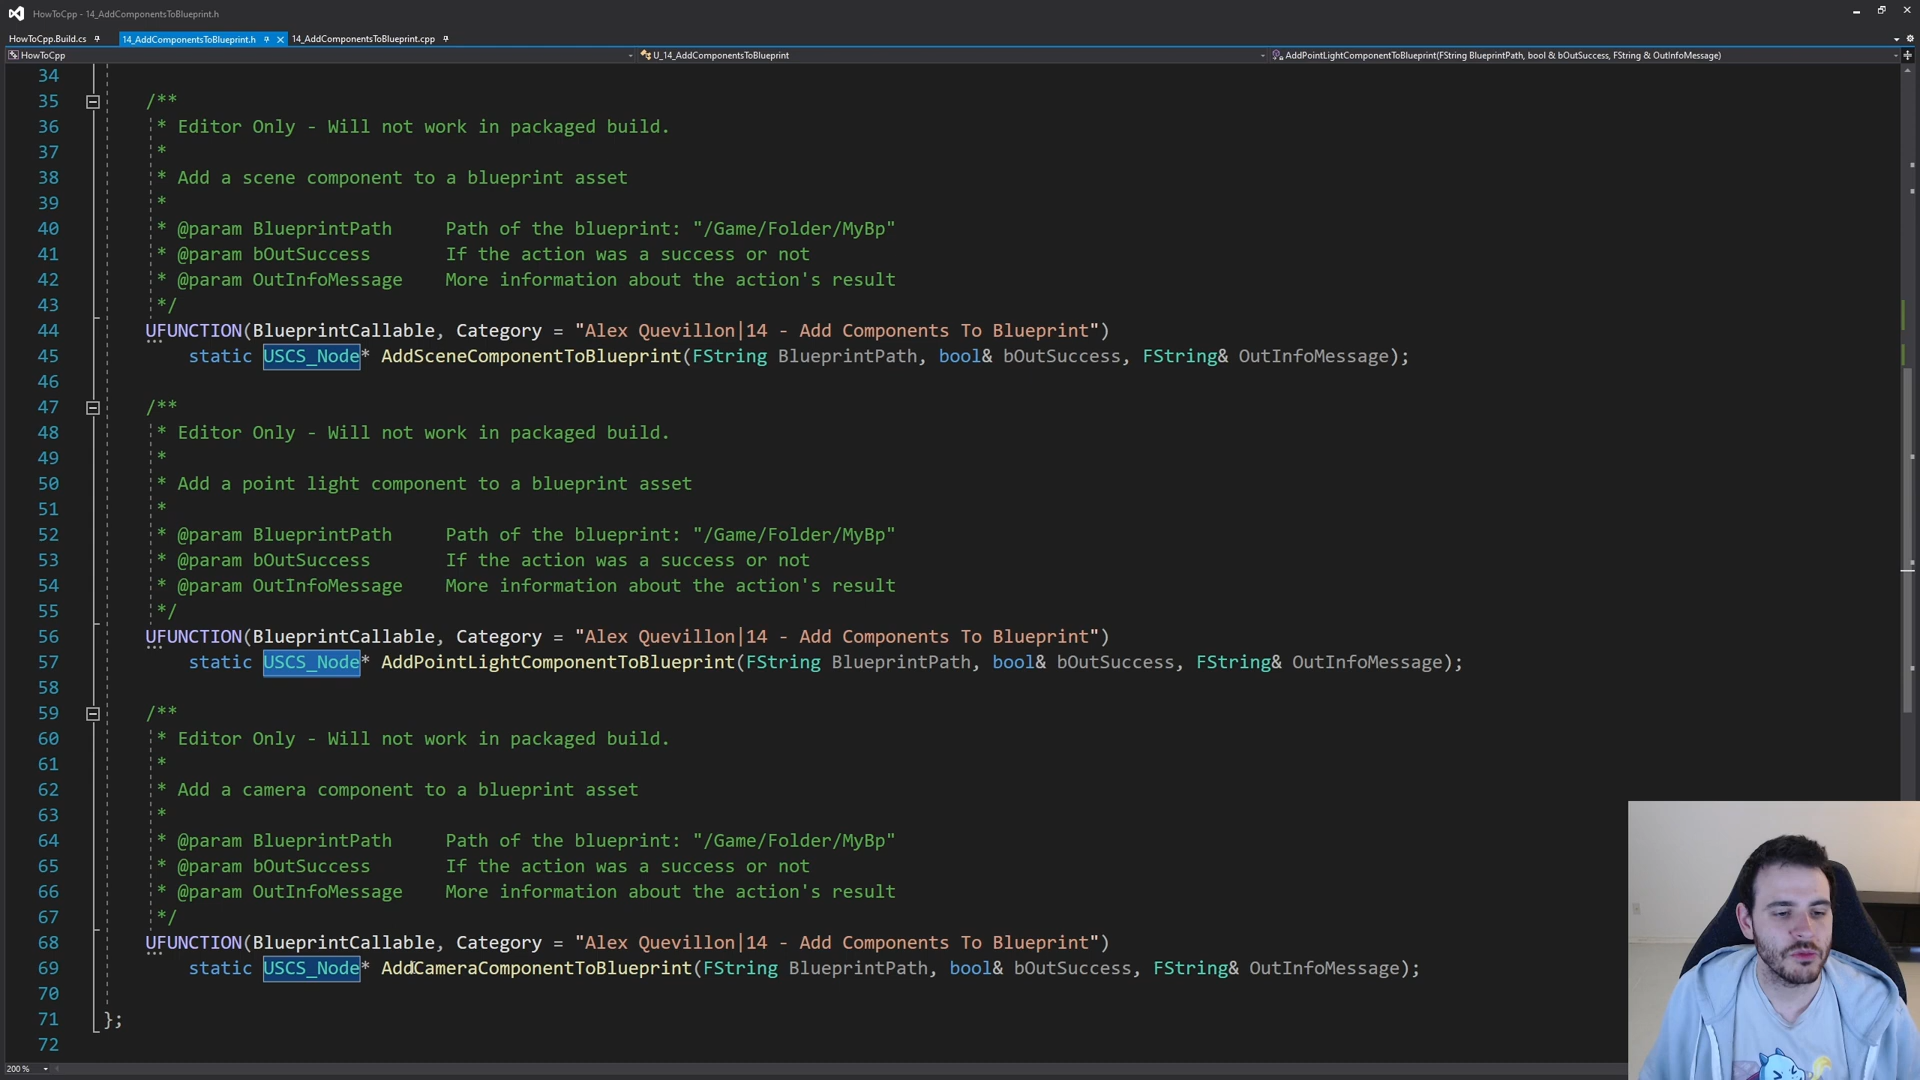 HowToCpp - 14_AddComponentsToBlueprint.h
HowToCpp.Build.cs
14_AddComponentsToBlueprint.h
14_AddComponentsToBlueprint.cpp
HowToCpp
U_14_AddComponentsToBlueprint
AddPointLightComponentToBlueprint(FString BlueprintPath, bool & bOutSuccess, FString & OutInfoMessage)
34
35 /**
36 * Editor Only - Will not work in packaged build.
37 *
38 * Add a scene component to a blueprint asset
39 *
40 * @param BlueprintPath Path of the blueprint: "/Game/Folder/MyBp"
41 * @param bOutSuccess If the action was a success or not
42 * @param OutInfoMessage More information about the action's result
43 */
44 UFUNCTION(BlueprintCallable, Category = "Alex Quevillon|14 - Add Components To Blueprint")
45 static USCS_Node* AddSceneComponentToBlueprint(FString BlueprintPath, bool& bOutSuccess, FString& OutInfoMessage);
46
47 /**
48 * Editor Only - Will not work in packaged build.
49 *
50 * Add a point light component to a blueprint asset
51 *
52 * @param BlueprintPath Path of the blueprint: "/Game/Folder/MyBp"
53 * @param bOutSuccess If the action was a success or not
54 * @param OutInfoMessage More information about the action's result
55 */
56 UFUNCTION(BlueprintCallable, Category = "Alex Quevillon|14 - Add Components To Blueprint")
57 static USCS_Node* AddPointLightComponentToBlueprint(FString BlueprintPath, bool& bOutSuccess, FString& OutInfoMessage);
58
59 /**
60 * Editor Only - Will not work in packaged build.
61 *
62 * Add a camera component to a blueprint asset
63 *
64 * @param BlueprintPath Path of the blueprint: "/Game/Folder/MyBp"
65 * @param bOutSuccess If the action was a success or not
66 * @param OutInfoMessage More information about the action's result
67 */
68 UFUNCTION(BlueprintCallable, Category = "Alex Quevillon|14 - Add Components To Blueprint")
69 static USCS_Node* AddCameraComponentToBlueprint(FString BlueprintPath, bool& bOutSuccess, FString& OutInfoMessage);
70
71 };
72
200 %